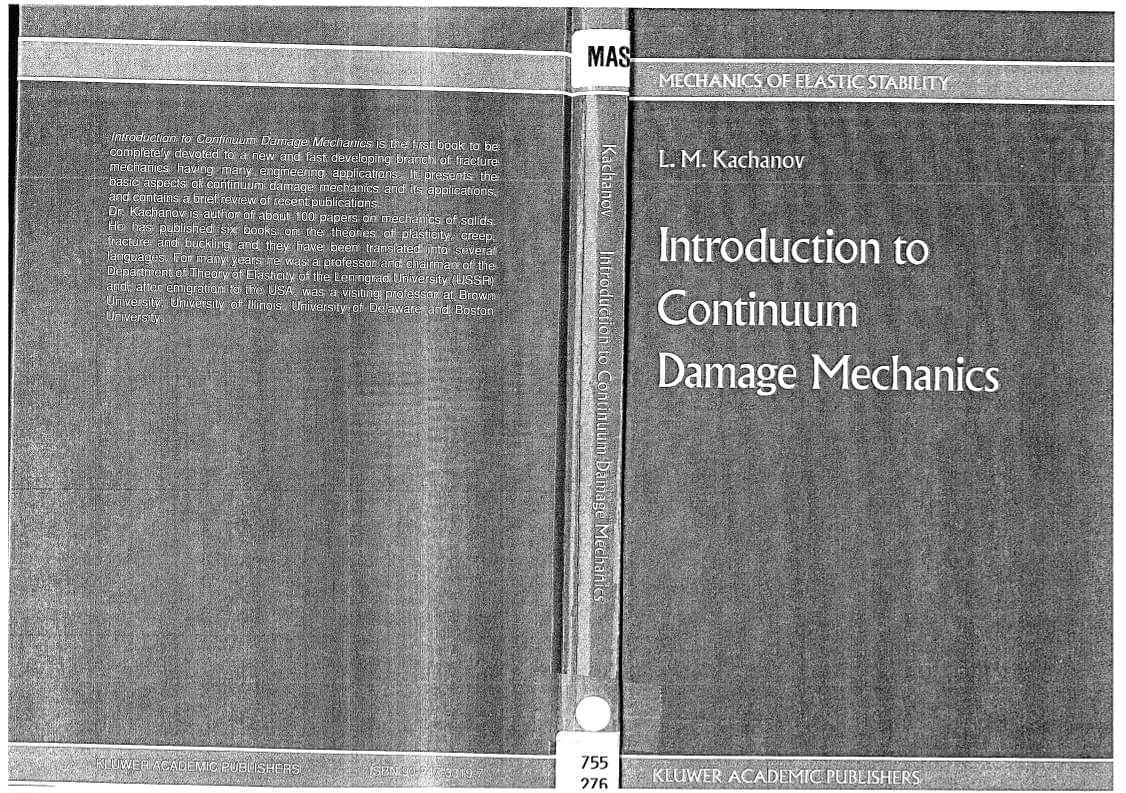 Introduction to Continuum Damage Mechanics is the first book to be
completely devoted to a new and fast developing branch of fracture
mechanics having many engineering applications. It presents the
basic aspects of continuum damage mechanics and its applications,
and contains a brief review of recent publications.
Dr. Kachanov is author of about 100 papers on mechanics of solids.
He has published six books on the theories of plasticity, creep,
fracture and buckling and they have been translated into several
languages. For many years he was a professor and chairman of the
Department of Theory of Elasticity of the Leningrad University (USSR)
and, after emigration to the USA, was a visiting professor at Brown
University, University of Illinois, University of Delaware and Boston
University.
KLUWER ACADEMIC PUBLISHERS
ISBN 90-247-3319-7
MAS
Kachanov Introduction to Continuum Damage Mechanics
755
276
MECHANICS OF ELASTIC STABILITY
L. M. Kachanov
Introduction to
Continuum
Damage Mechanics
KLUWER ACADEMIC PUBLISHERS